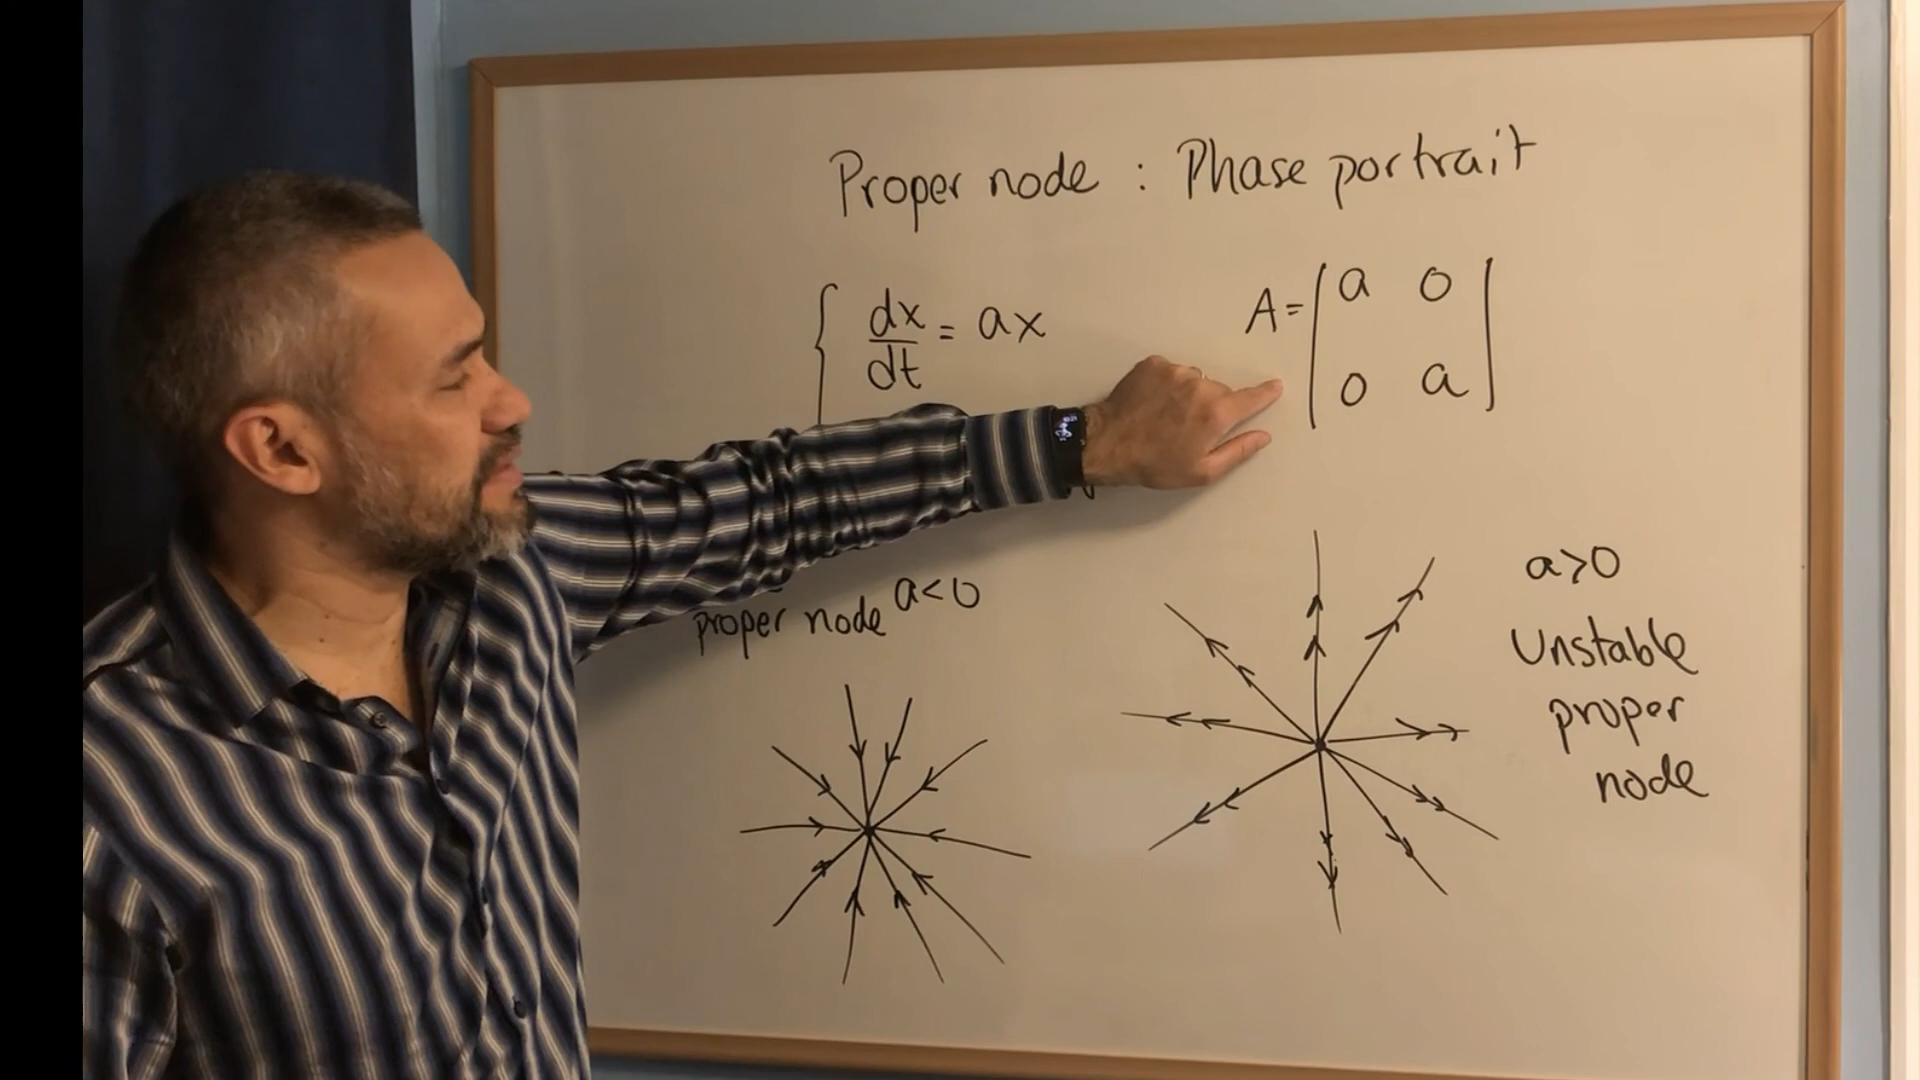 Proper node : Phase portrait
dx/dt = ax
A = | a 0 |
| 0 a |
proper node a<0
a>0
Unstable
proper
node